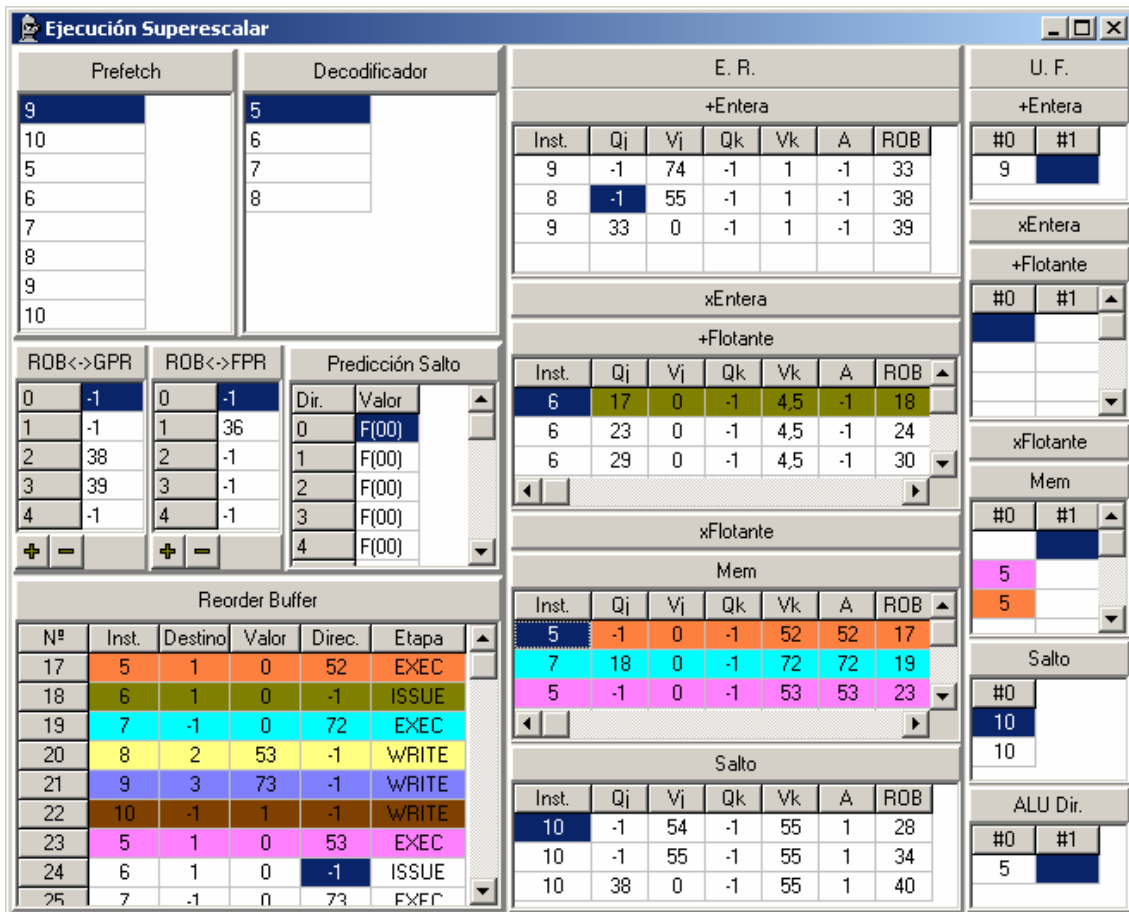 Ejecución Superescalar
Prefetch
9
10
5
6
7
8
9
10
Decodificador
5
6
7
8
ROB<->GPR
0 -1
1 -1
2 38
3 39
4 -1
ROB<->FPR
0 -1
1 36
2 -1
3 -1
4 -1
Predicción Salto
Dir. Valor
0 F(00)
1 F(00)
2 F(00)
3 F(00)
4 F(00)
Reorder Buffer
Nº Inst. Destino Valor Direc. Etapa
17 5 1 0 52 EXEC
18 6 1 0 -1 ISSUE
19 7 -1 0 72 EXEC
20 8 2 53 -1 WRITE
21 9 3 73 -1 WRITE
22 10 -1 1 -1 WRITE
23 5 1 0 53 EXEC
24 6 1 0 -1 ISSUE
25 7 -1 0 73 EXEC
E. R.
+Entera
Inst. Qj Vj Qk Vk A ROB
9 -1 74 -1 1 -1 33
8 -1 55 -1 1 -1 38
9 33 0 -1 1 -1 39
xEntera
+Flotante
Inst. Qj Vj Qk Vk A ROB
6 17 0 -1 4,5 -1 18
6 23 0 -1 4,5 -1 24
6 29 0 -1 4,5 -1 30
xFlotante
Mem
Inst. Qj Vj Qk Vk A ROB
5 -1 0 -1 52 52 17
7 18 0 -1 72 72 19
5 -1 0 -1 53 53 23
Salto
Inst. Qj Vj Qk Vk A ROB
10 -1 54 -1 55 1 28
10 -1 55 -1 55 1 34
10 38 0 -1 55 1 40
U. F.
+Entera
#0 #1
9
xEntera
+Flotante
#0 #1
xFlotante
Mem
#0 #1
5
5
Salto
#0
10
10
ALU Dir.
#0 #1
5